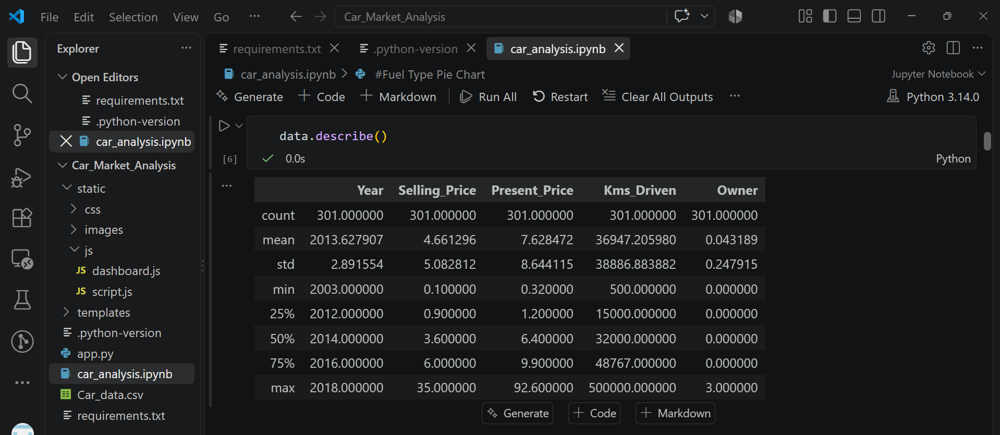 File Edit Selection View Go ··· Car_Market_Analysis
Explorer ···
Open Editors
requirements.txt
.python-version
car_analysis.ipynb
Car_Market_Analysis
static
css
images
js
JS dashboard.js
JS script.js
templates
.python-version
app.py
car_analysis.ipynb
Car_data.csv
requirements.txt
requirements.txt .python-version car_analysis.ipynb
car_analysis.ipynb > #Fuel Type Pie Chart Jupyter Notebook
Generate + Code + Markdown Run All Restart Clear All Outputs ··· Python 3.14.0
data.describe()
[6] 0.0s Python
Year Selling_Price Present_Price Kms_Driven Owner
count 301.000000 301.000000 301.000000 301.000000 301.000000
mean 2013.627907 4.661296 7.628472 36947.205980 0.043189
std 2.891554 5.082812 8.644115 38886.883882 0.247915
min 2003.000000 0.100000 0.320000 500.000000 0.000000
25% 2012.000000 0.900000 1.200000 15000.000000 0.000000
50% 2014.000000 3.600000 6.400000 32000.000000 0.000000
75% 2016.000000 6.000000 9.900000 48767.000000 0.000000
max 2018.000000 35.000000 92.600000 500000.000000 3.000000
Generate + Code + Markdown